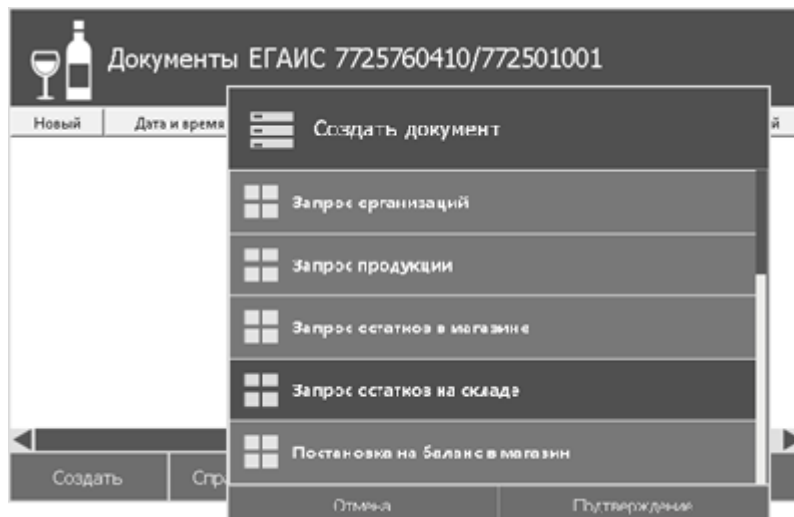 Документы ЕГАИС 7725760410/772501001
Новый Дата и время й
Создать документ
Запрос организаций
Запрос продукции
Запрос остатков в магазине
Запрос остатков на складе
Постановка на баланс в магазин
Создать Спра
Отмена Подтверждение